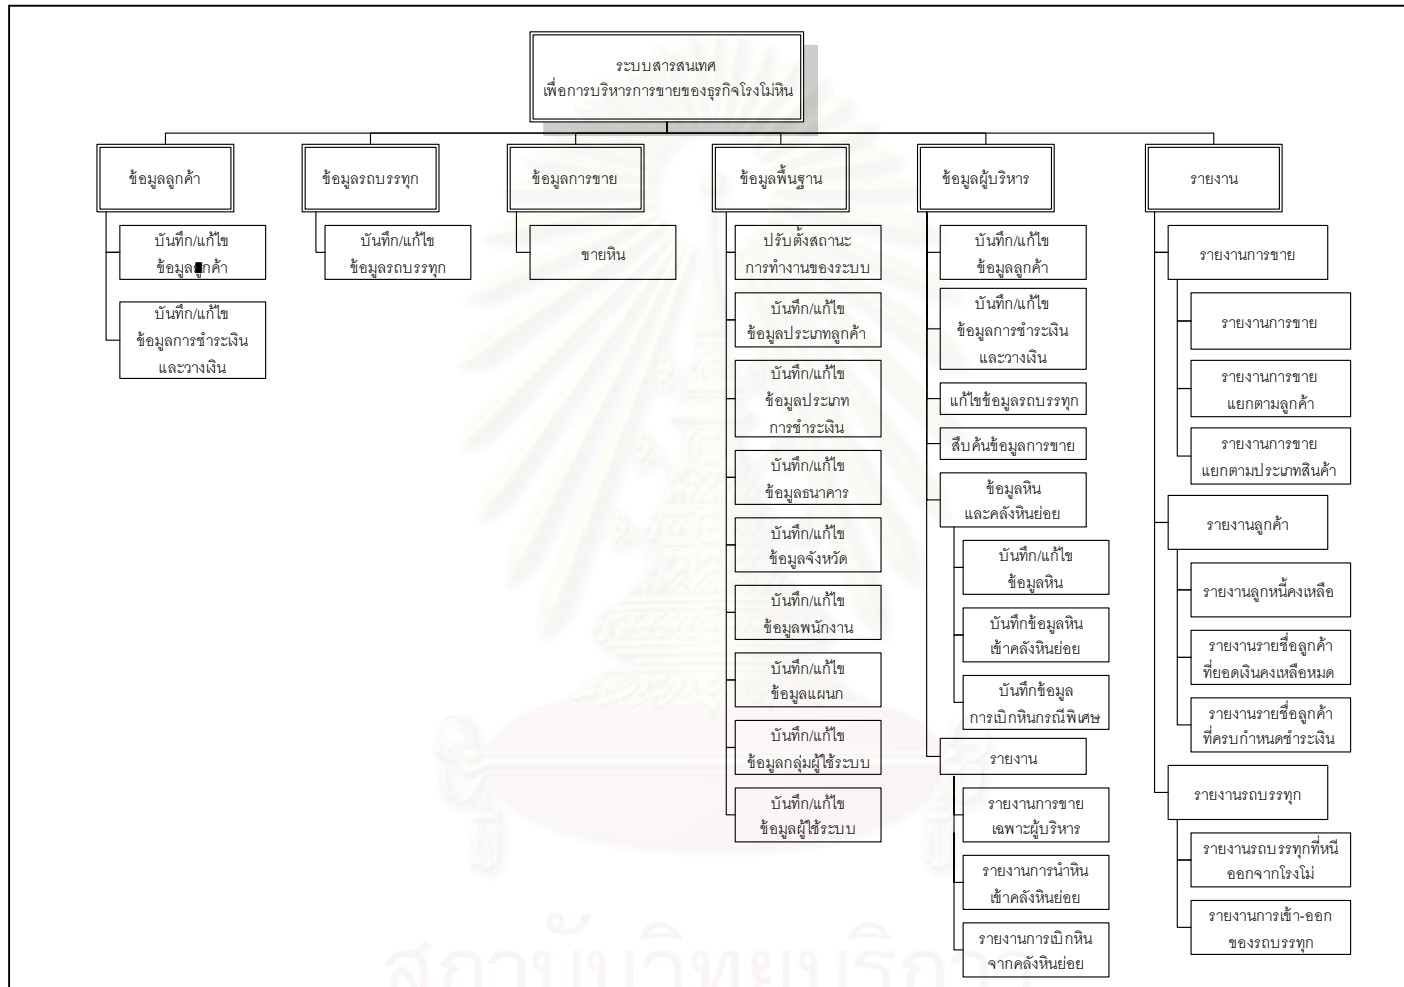 ระบบสารสนเทศ
เพื่อการบริหารการขายของธุรกิจโรงโม่หิน
ข้อมูลลูกค้า
บันทึก/แก้ไข
ข้อมูลลูกค้า
บันทึก/แก้ไข
ข้อมูลการชำระเงิน
และวางเงิน
ข้อมูลรถบรรทุก
บันทึก/แก้ไข
ข้อมูลรถบรรทุก
ข้อมูลการขาย
ขายหิน
ข้อมูลพื้นฐาน
ปรับตั้งสถานะ
การทำงานของระบบ
บันทึก/แก้ไข
ข้อมูลประเภทลูกค้า
บันทึก/แก้ไข
ข้อมูลประเภท
การชำระเงิน
บันทึก/แก้ไข
ข้อมูลธนาคาร
บันทึก/แก้ไข
ข้อมูลจังหวัด
บันทึก/แก้ไข
ข้อมูลพนักงาน
บันทึก/แก้ไข
ข้อมูลแผนก
บันทึก/แก้ไข
ข้อมูลกลุ่มผู้ใช้ระบบ
บันทึก/แก้ไข
ข้อมูลผู้ใช้ระบบ
ข้อมูลผู้บริหาร
บันทึก/แก้ไข
ข้อมูลลูกค้า
บันทึก/แก้ไข
ข้อมูลการชำระเงิน
และวางเงิน
แก้ไขข้อมูลรถบรรทุก
สืบค้นข้อมูลการขาย
ข้อมูลหิน
และคลังหินย่อย
บันทึก/แก้ไข
ข้อมูลหิน
บันทึกข้อมูลหิน
เข้าคลังหินย่อย
บันทึกข้อมูล
การเบิกหินกรณีพิเศษ
รายงาน
รายงานการขาย
เฉพาะผู้บริหาร
รายงานการนำหิน
เข้าคลังหินย่อย
รายงานการเบิกหิน
จากคลังหินย่อย
รายงาน
รายงานการขาย
รายงานการขาย
รายงานการขาย
แยกตามลูกค้า
รายงานการขาย
แยกตามประเภทสินค้า
รายงานลูกค้า
รายงานลูกหนี้คงเหลือ
รายงานรายชื่อลูกค้า
ที่ยอดเงินคงเหลือหมด
รายงานรายชื่อลูกค้า
ที่ครบกำหนดชำระเงิน
รายงานรถบรรทุก
รายงานรถบรรทุกที่หนี
ออกจากโรงโม่
รายงานการเข้า-ออก
ของรถบรรทุก
สถาบันวิทยบริการ